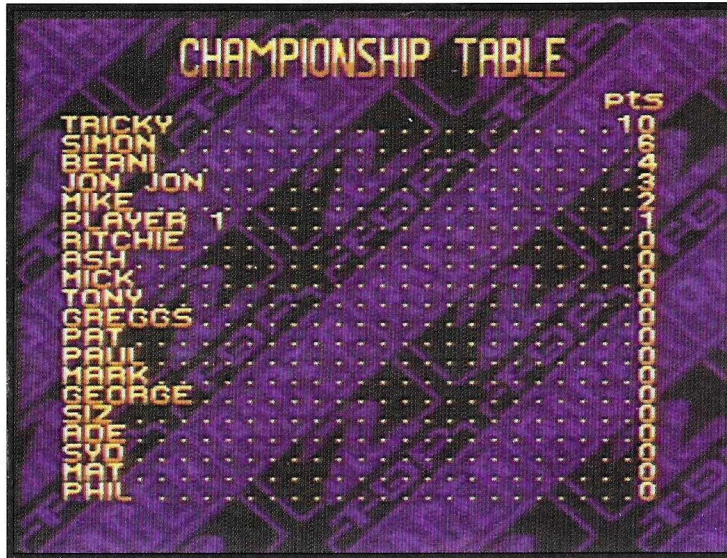 CHAMPIONSHIP TABLE
pts
TRICKY 10
SIMON 6
BERNI 4
JON JON 3
MIKE 2
PLAYER 1 1
RITCHIE 0
ASH 0
MICK 0
TONY 0
GREGGS 0
PAT 0
PAUL 0
MARK 0
GEORGE 0
SIZ 0
ADE 0
SYD 0
MAT 0
PHIL 0